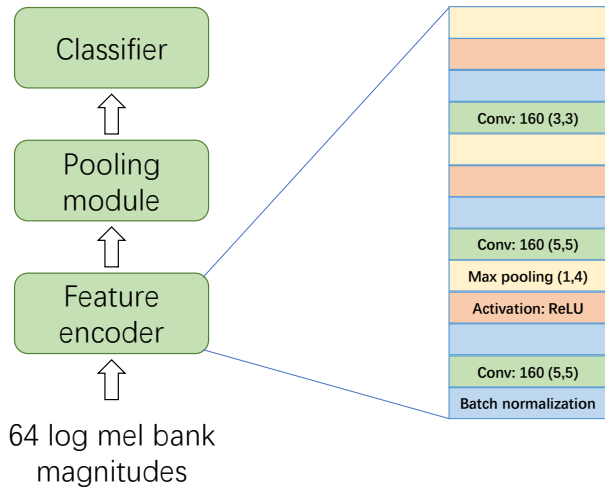 Classifier
Pooling
module
Feature
encoder
64 log mel bank
magnitudes
Conv: 160 (3,3)
Conv: 160 (5,5)
Max pooling (1,4)
Activation: ReLU
Conv: 160 (5,5)
Batch normalization